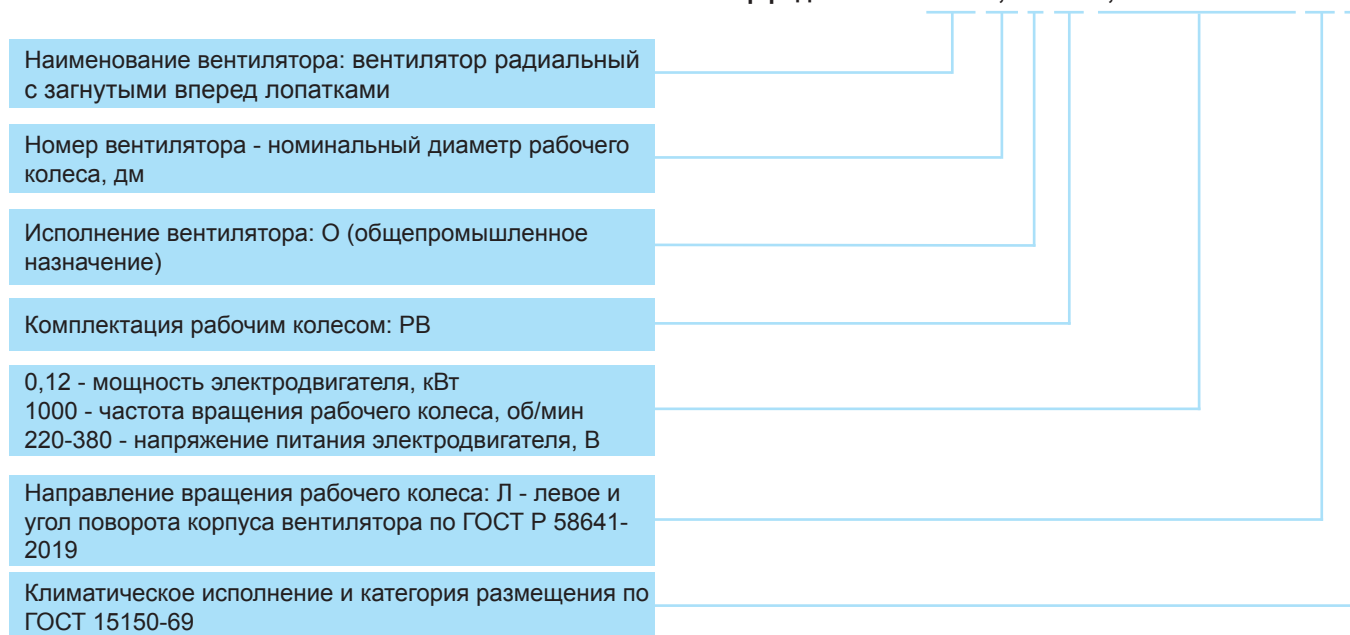 Наименование вентилятора: вентилятор радиальный
с загнутыми вперед лопатками
Номер вентилятора - номинальный диаметр рабочего
колеса, дм
Исполнение вентилятора: О (общепромышленное
назначение)
Комплектация рабочим колесом: РВ
0,12 - мощность электродвигателя, кВт
1000 - частота вращения рабочего колеса, об/мин
220-380 - напряжение питания электродвигателя, В
Направление вращения рабочего колеса: Л - левое и
угол поворота корпуса вентилятора по ГОСТ Р 58641-
2019
Климатическое исполнение и категория размещения по
ГОСТ 15150-69